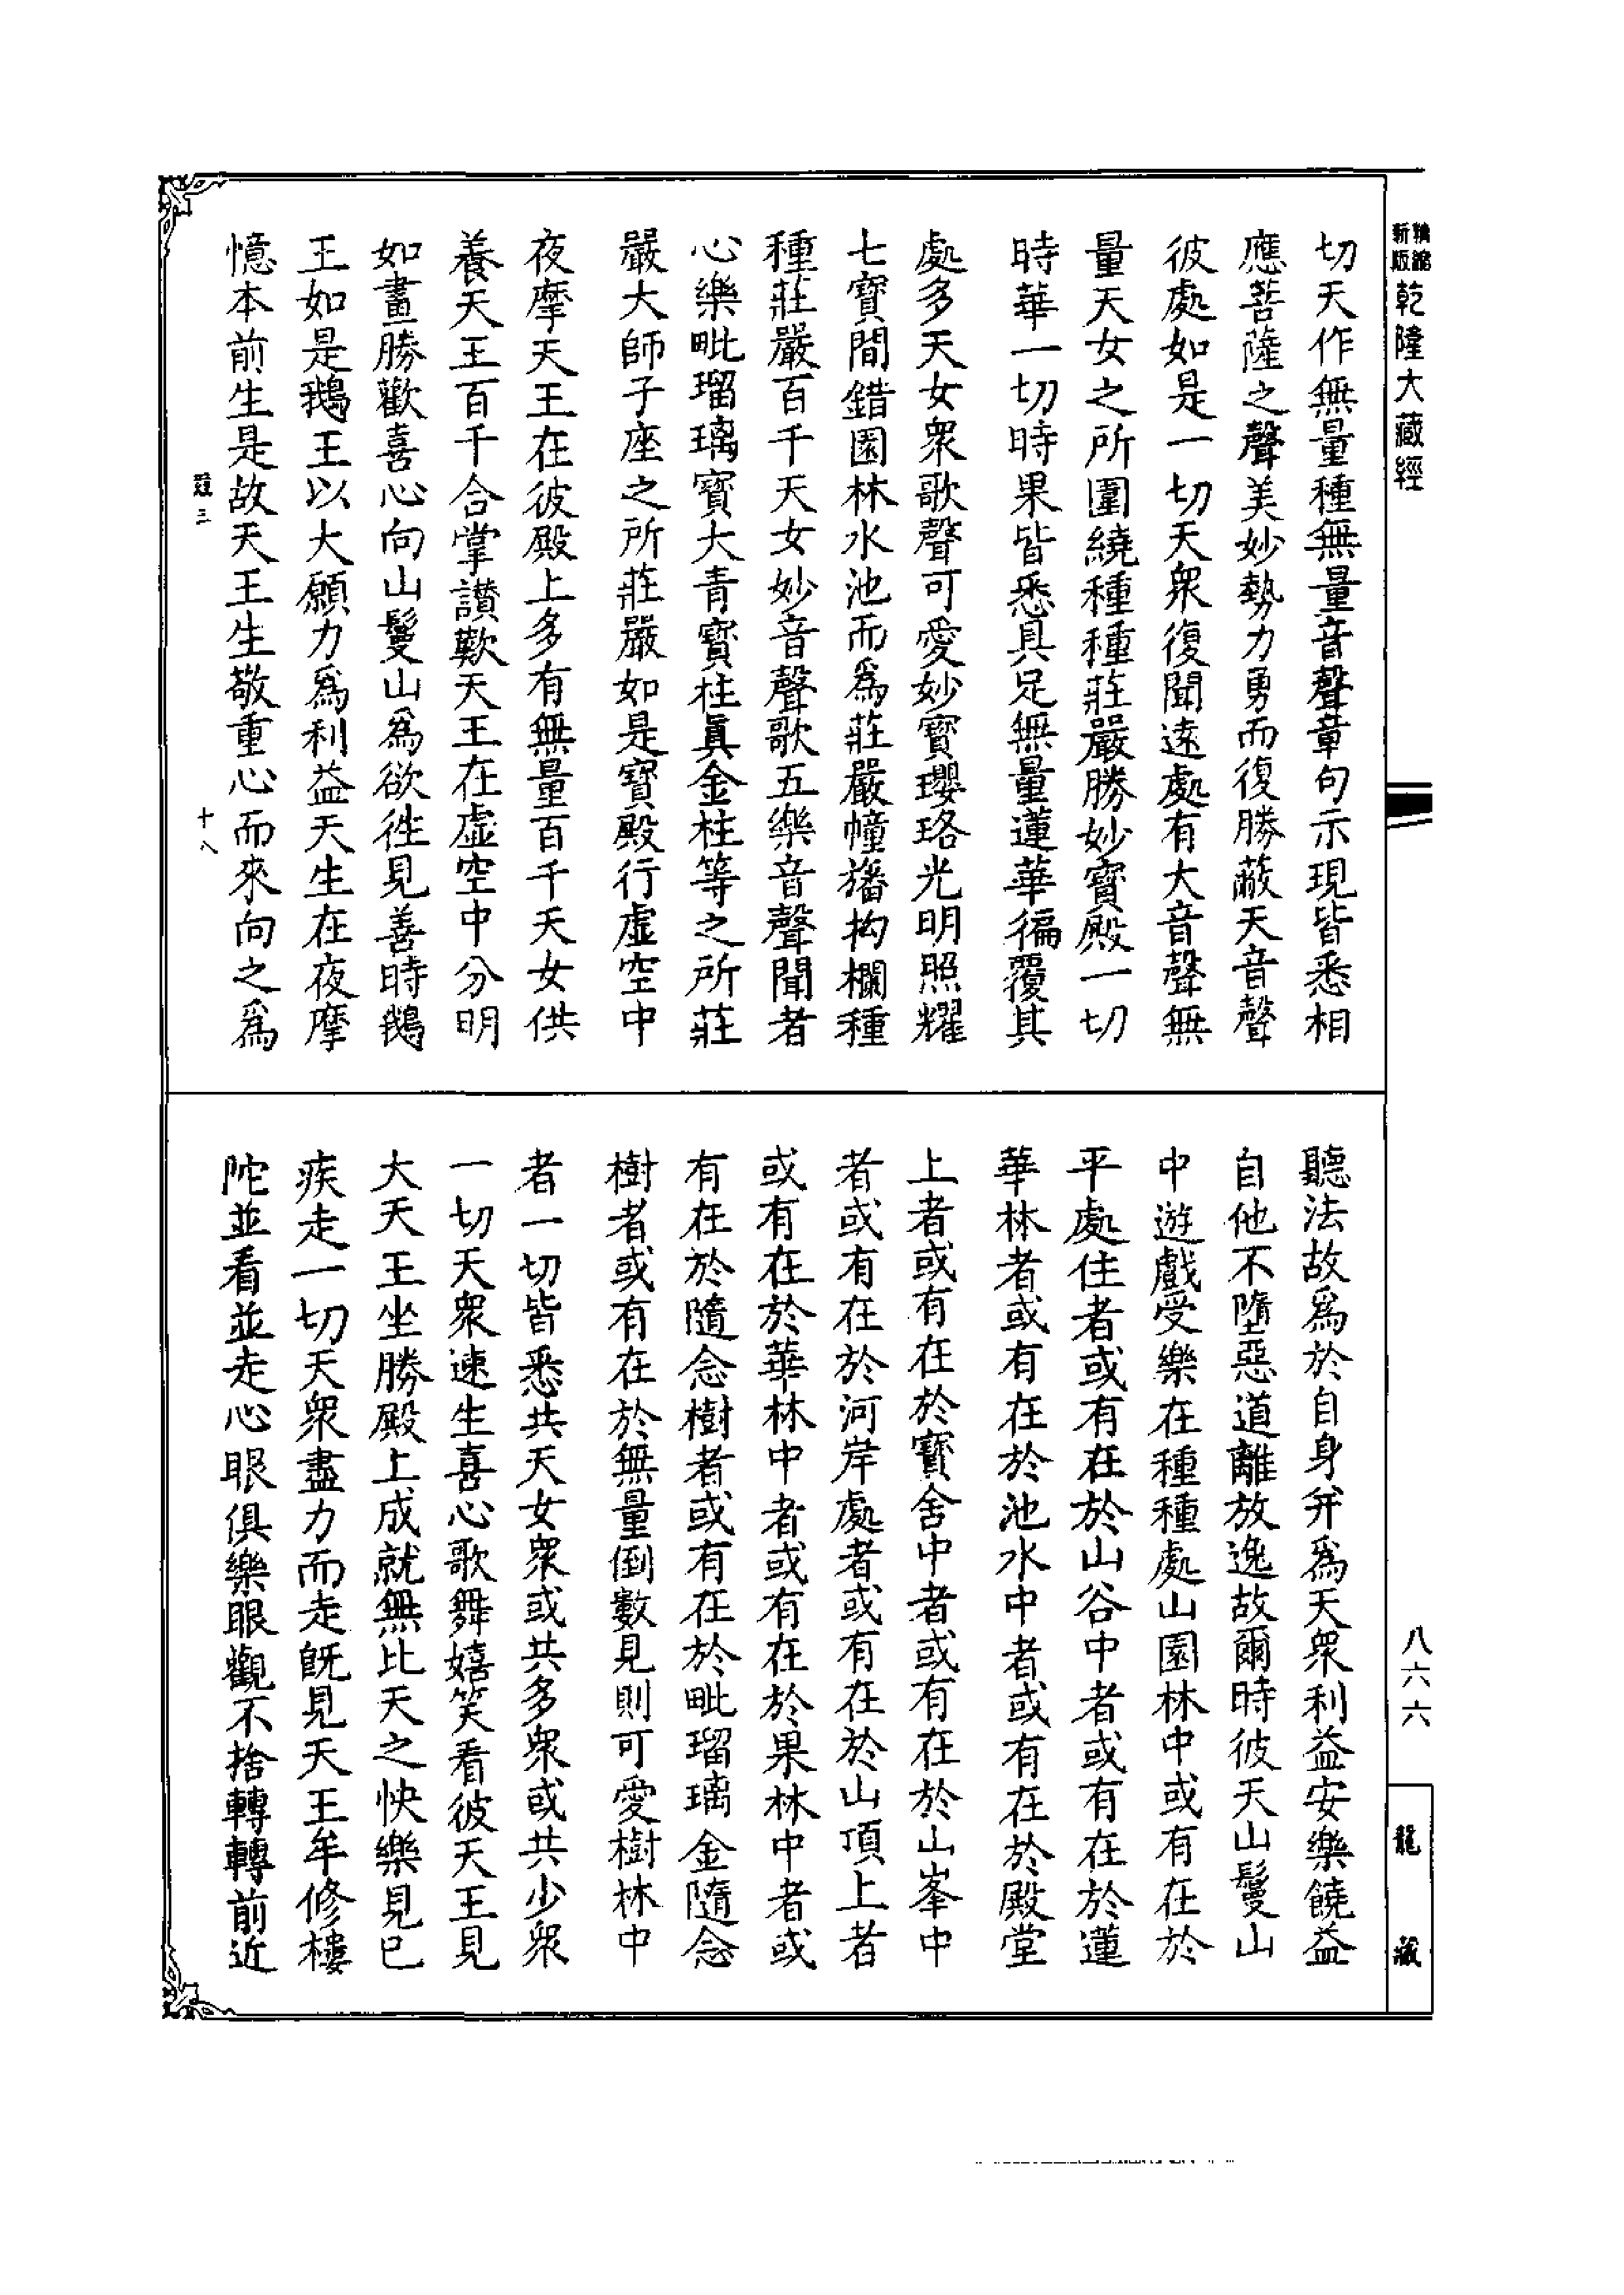 新版
乾隆大藏經
切天作無量種無量音聲章句示現皆悉相
應菩薩之聲美妙勢力勇而復勝蔽天音聲
彼處如是一切天衆復聞遠處有大音聲無
量天女之所圍繞種種莊嚴勝妙寶殿一切
時華一切時果皆悉具足無量蓮華徧覆其
處多天女衆歌聲可愛妙寶瓔珞光明照耀
七寶間錯園林水池而爲莊嚴幢旛枸欄種
種莊嚴百千天女妙音聲歌五樂音聲聞者
心樂毗瑠璃寶大青寶柱眞金柱等之所莊
嚴大師子座之所莊嚴如是寶殿行虛空中
夜摩天王在彼殿上多有無量百千天女供
養天王百千合掌讃歎天王在虛空中分明
如畫勝歡喜心向山鬘山爲欲徃見善時鵝
王如是鵝王以大願力爲利益天生在夜摩
憶本前生是故天王生敬重心而來向之爲
三
十八
聽法故爲於自身并爲天衆利益安樂饒益
自他不墮惡道離放逸故爾時彼天山鬘山
中遊戲受樂在種種處山園林中或有在於
平處住者或有在於山谷中者或有在於蓮
華林者或有在於池水中者或有在於殿堂
上者或有在於寶舍中者或有在於山峯中
者或有在於河岸處者或有在於山頂上者
或有在於華林中者或有在於果林中者或
有在於隨念樹者或有在於毗瑠璃金隨念
樹者或有在於無量倒數見則可愛樹林中
者一切皆悉共天女衆或共多衆或共少衆
一切天衆速生喜心歌舞嬉笑看彼天王見
大天王坐勝殿上成就無比天之快樂見已
疾走一切天衆盡力而走旣見天王牟修樓
陀並看並走心眼俱樂眼觀不捨轉轉前近
八六六
龍藏